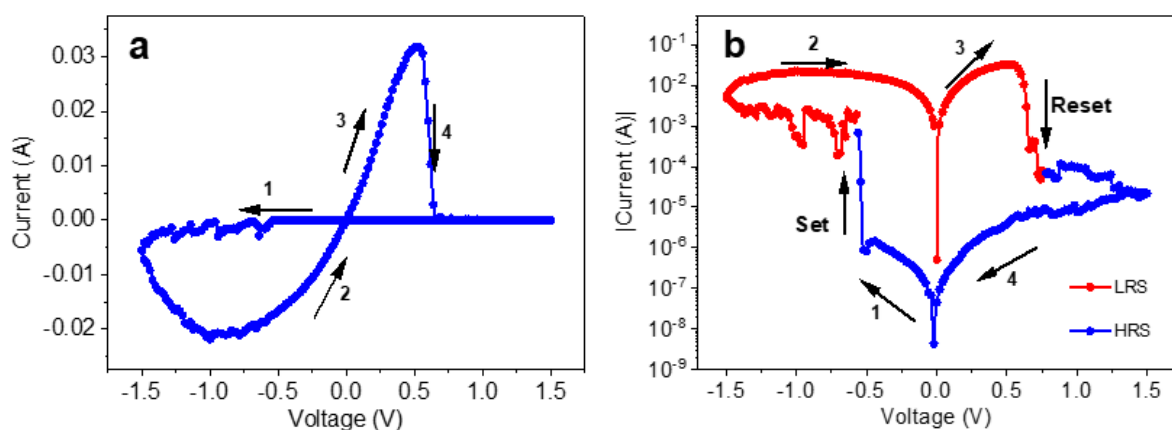 a
0.03
0.02
0.01
0.00
-0.01
-0.02
Current (A)
1
2
3
4
-1.5 -1.0 -0.5 0.0 0.5 1.0 1.5
Voltage (V)
b
10-1
10-2
10-3
10-4
10-5
10-6
10-7
10-8
10-9
|Current (A)|
2
3
Reset
Set
1
4
LRS
HRS
-1.5 -1.0 -0.5 0.0 0.5 1.0 1.5
Voltage (V)